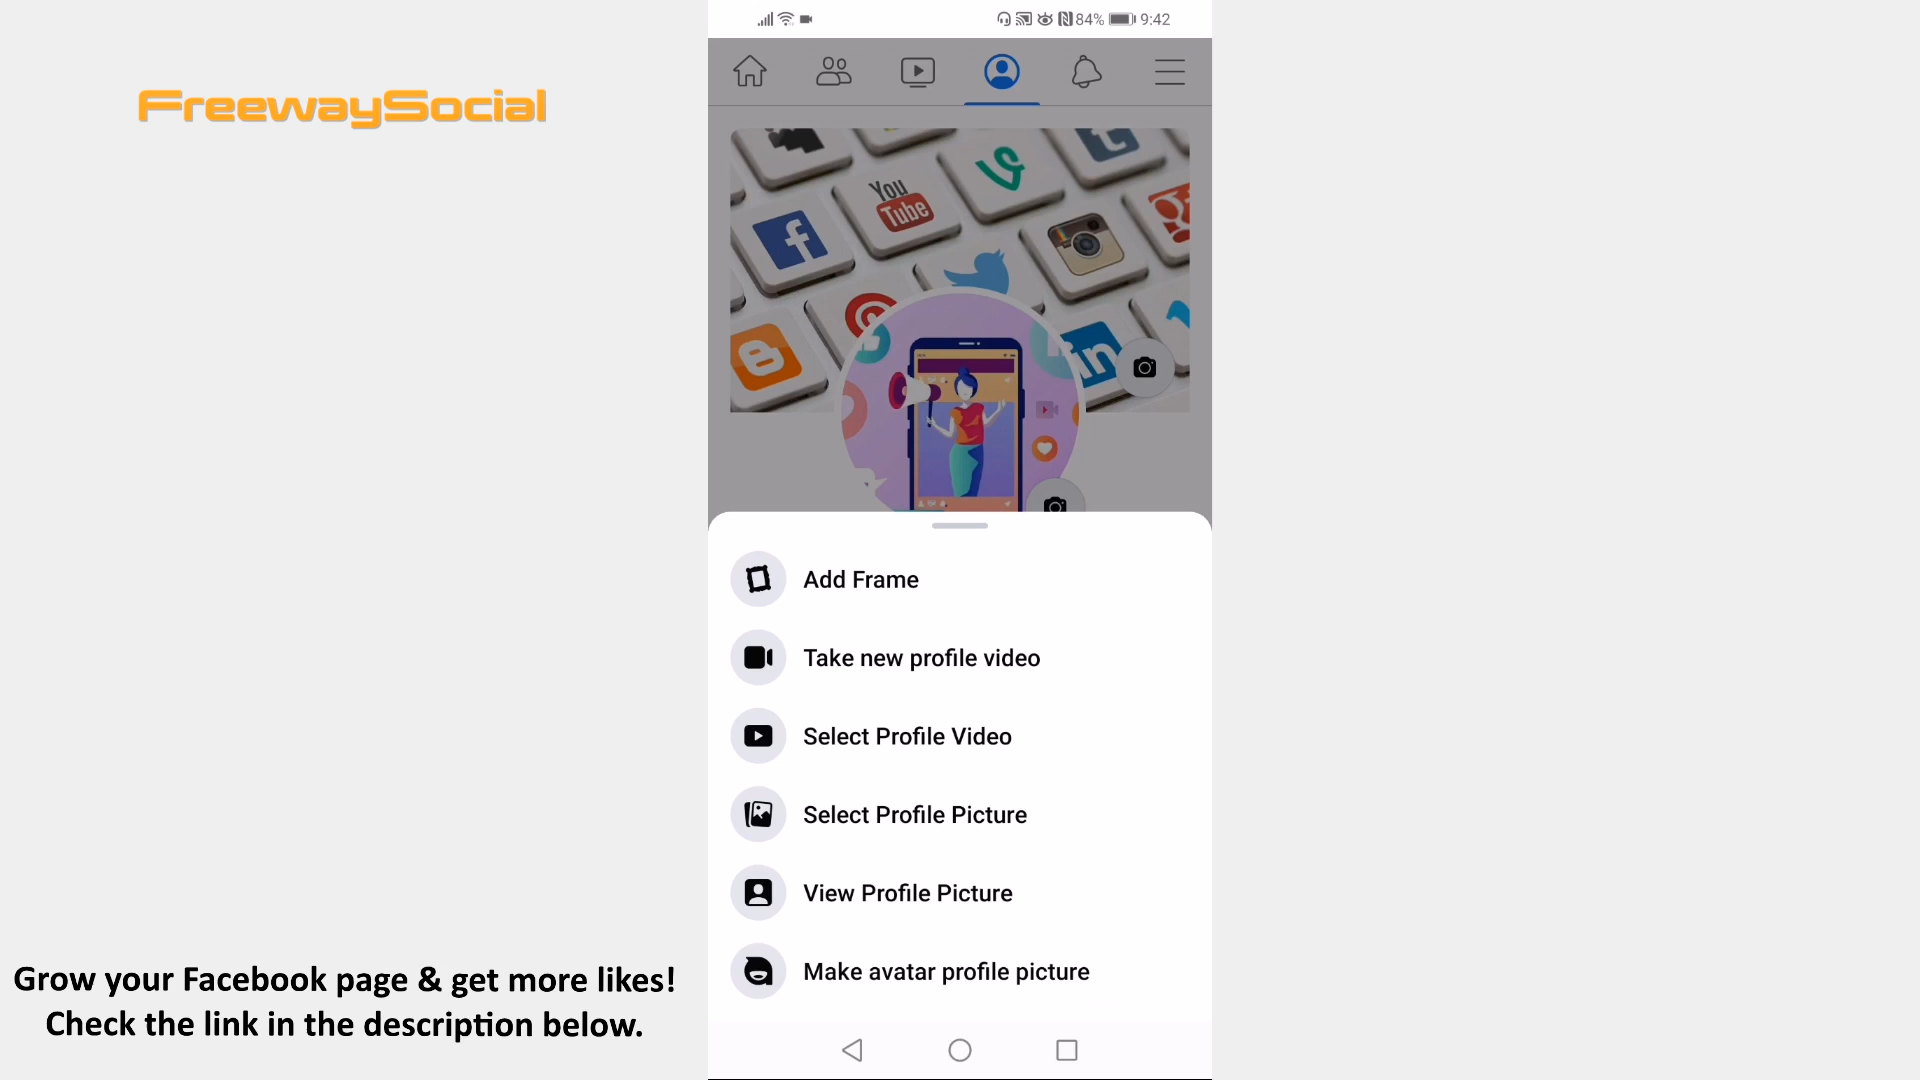 84% 9:42
FreewaySocial
You
Tube
in
Add Frame
Take new profile video
Select Profile Video
Select Profile Picture
View Profile Picture
Make avatar profile picture
Grow your Facebook page & get more likes!
Check the link in the description below.